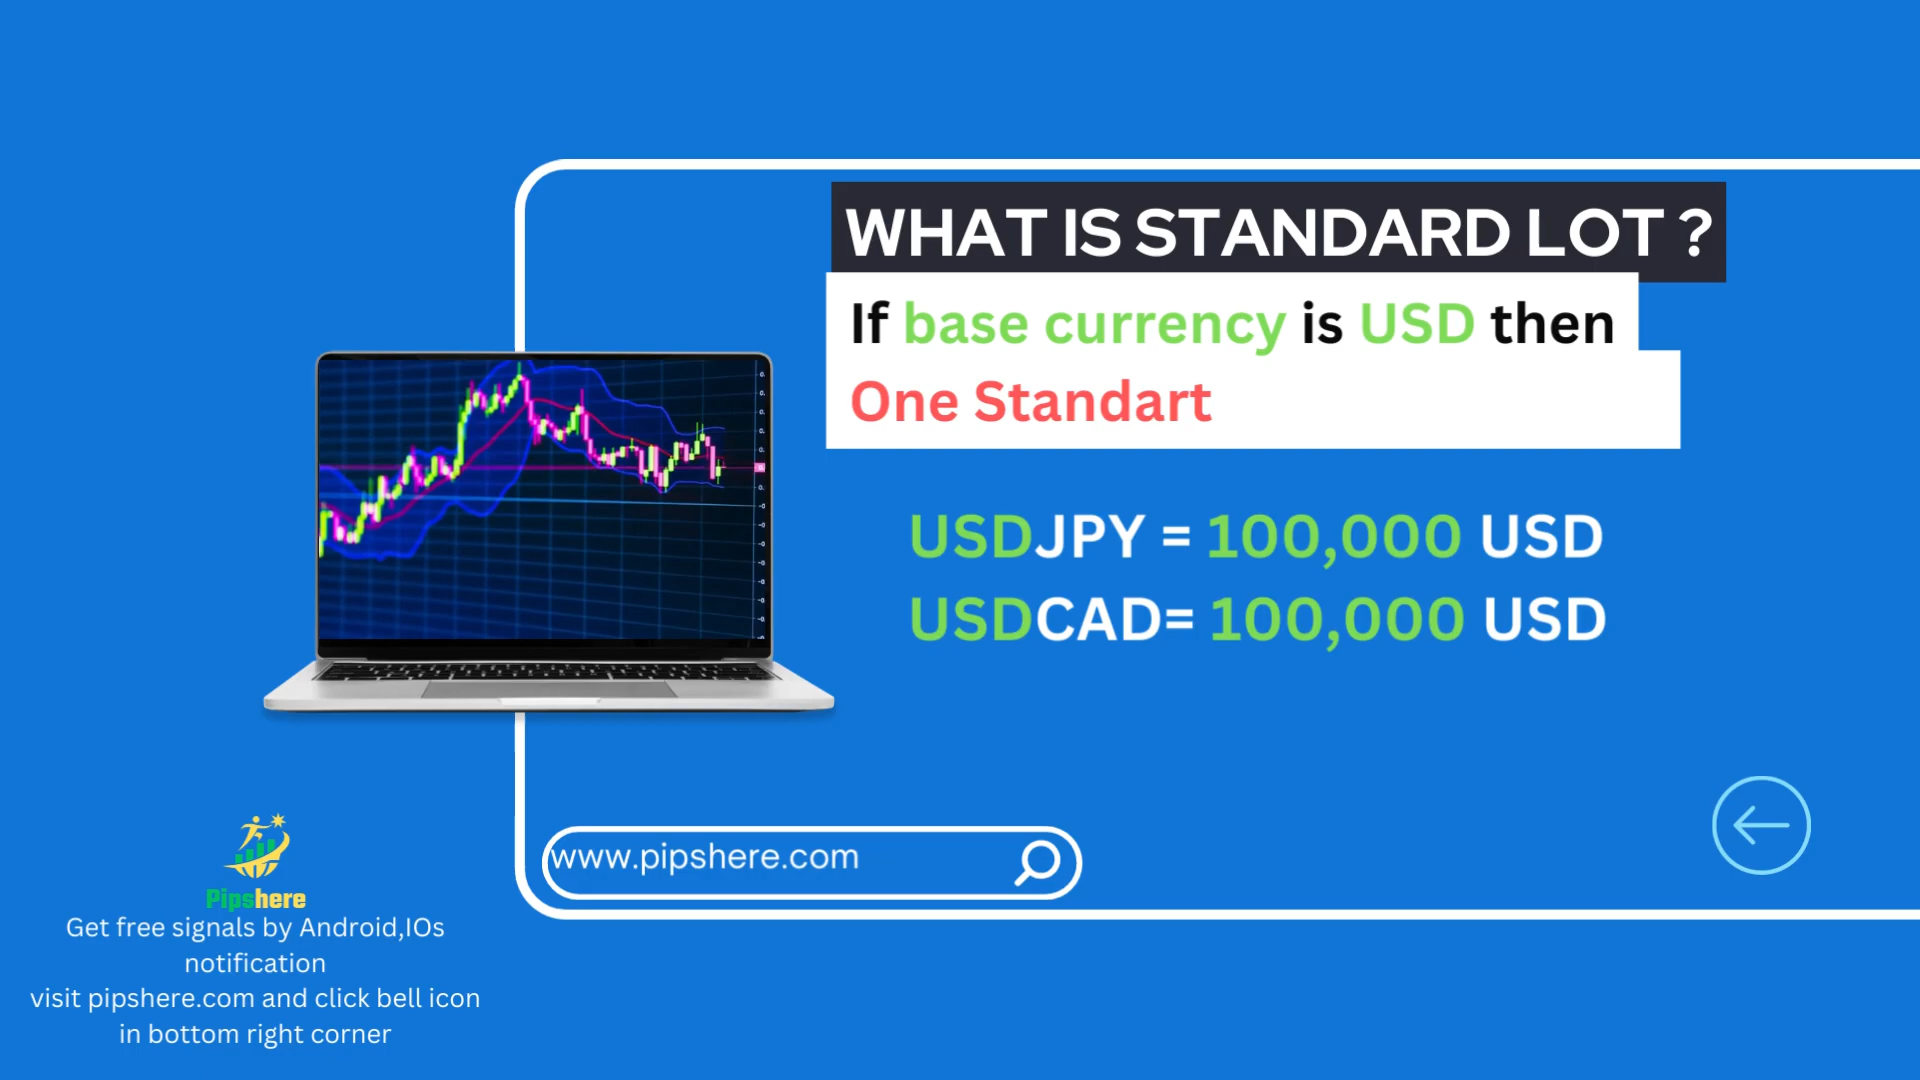 WHAT IS STANDARD LOT ?
If base currency is USD then
One Standart
USDJPY = 100,000 USD
USDCAD= 100,000 USD
www.pipshere.com
Pipshere
Get free signals by Android,IOs
notification
visit pipshere.com and click bell icon
in bottom right corner